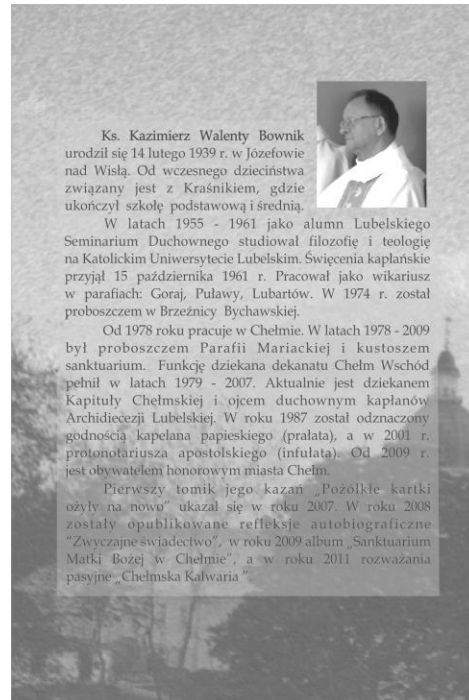 Ks. Kazimierz Walenty Bownik
urodził się 14 lutego 1939 r. w Józefowie
nad Wisłą. Od wczesnego dzieciństwa
związany jest z Kraśnikiem, gdzie
ukończył szkołę podstawową i średnią.
W latach 1955 - 1961 jako alumn Lubelskiego
Seminarium Duchownego studiował filozofię i teologię
na Katolickim Uniwersytecie Lubelskim. Święcenia kapłańskie
przyjął 15 października 1961 r. Pracował jako wikariusz
w parafiach: Goraj, Puławy, Lubartów. W 1974 r. został
proboszczem w Brzeźnicy Bychawskiej.
Od 1978 roku pracuje w Chełmie. W latach 1978 - 2009
był proboszczem Parafii Mariackiej i kustoszem
sanktuarium. Funkcję dziekana dekanatu Chełm Wschód
pełnił w latach 1979 - 2007. Aktualnie jest dziekanem
Kapituły Chełmskiej i ojcem duchownym kapłanów
Archidiecezji Lubelskiej. W roku 1987 został odznaczony
godnością kapelana papieskiego (prałata), a w 2001 r.
protonotariusza apostolskiego (infułata). Od 2009 r.
jest obywatelem honorowym miasta Chełm.
Pierwszy tomik jego kazań „Pożółkłe kartki
ożyły na nowo" ukazał się w roku 2007. W roku 2008
zostały opublikowane refleksje autobiograficzne
"Zwyczajne świadectwo", w roku 2009 album „Sanktuarium
Matki Bożej w Chełmie", a w roku 2011 rozważania
pasyjne „Chełmska Kalwaria ".